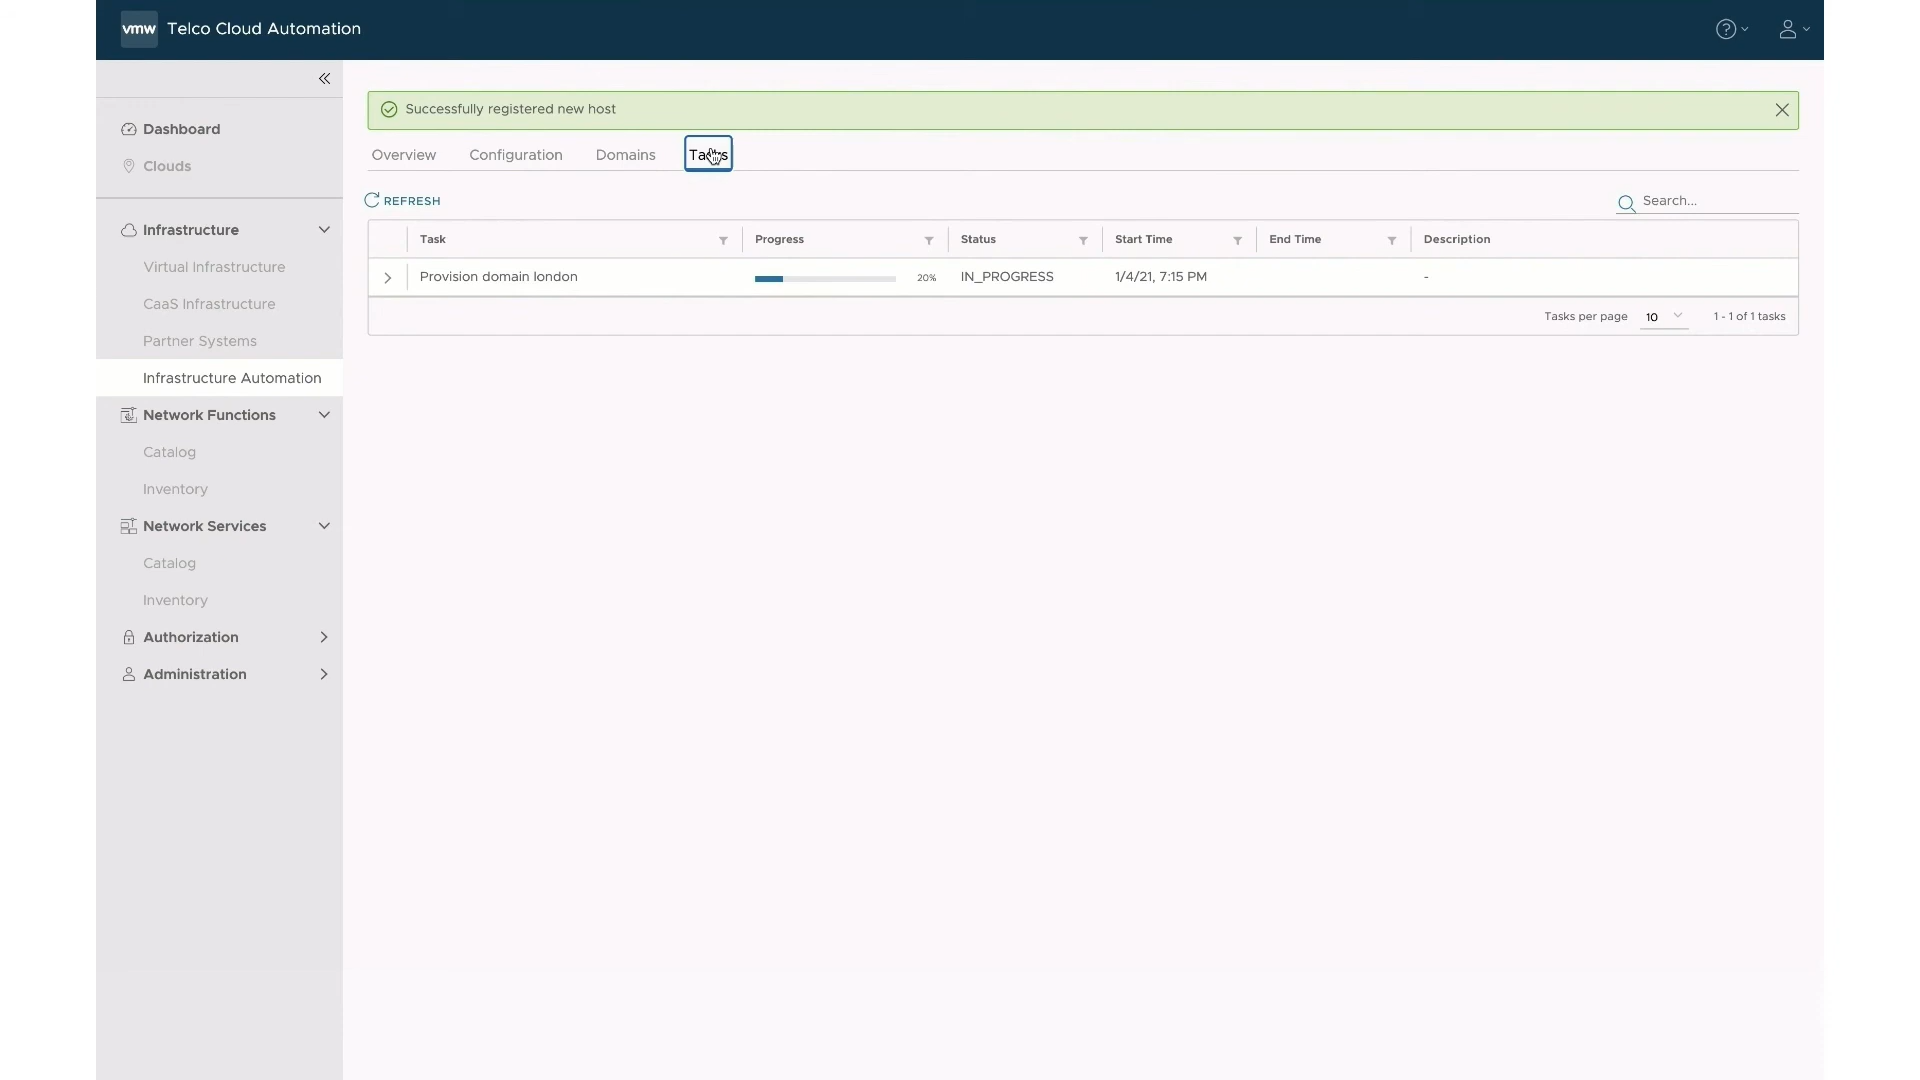 vmw Telco Cloud Automation
Successfully registered new host
Dashboard
Clouds
Infrastructure
Virtual Infrastructure
CaaS Infrastructure
Partner Systems
Infrastructure Automation
Network Functions
Catalog
Inventory
Network Services
Catalog
Inventory
Authorization
Administration
Overview Configuration Domains
REFRESH
Search...
Task Progress Status Start Time End Time Description
Provision domain london 20% IN_PROGRESS 1/4/21, 7:15 PM -
Tasks per page 10 1 - 1 of 1 tasks